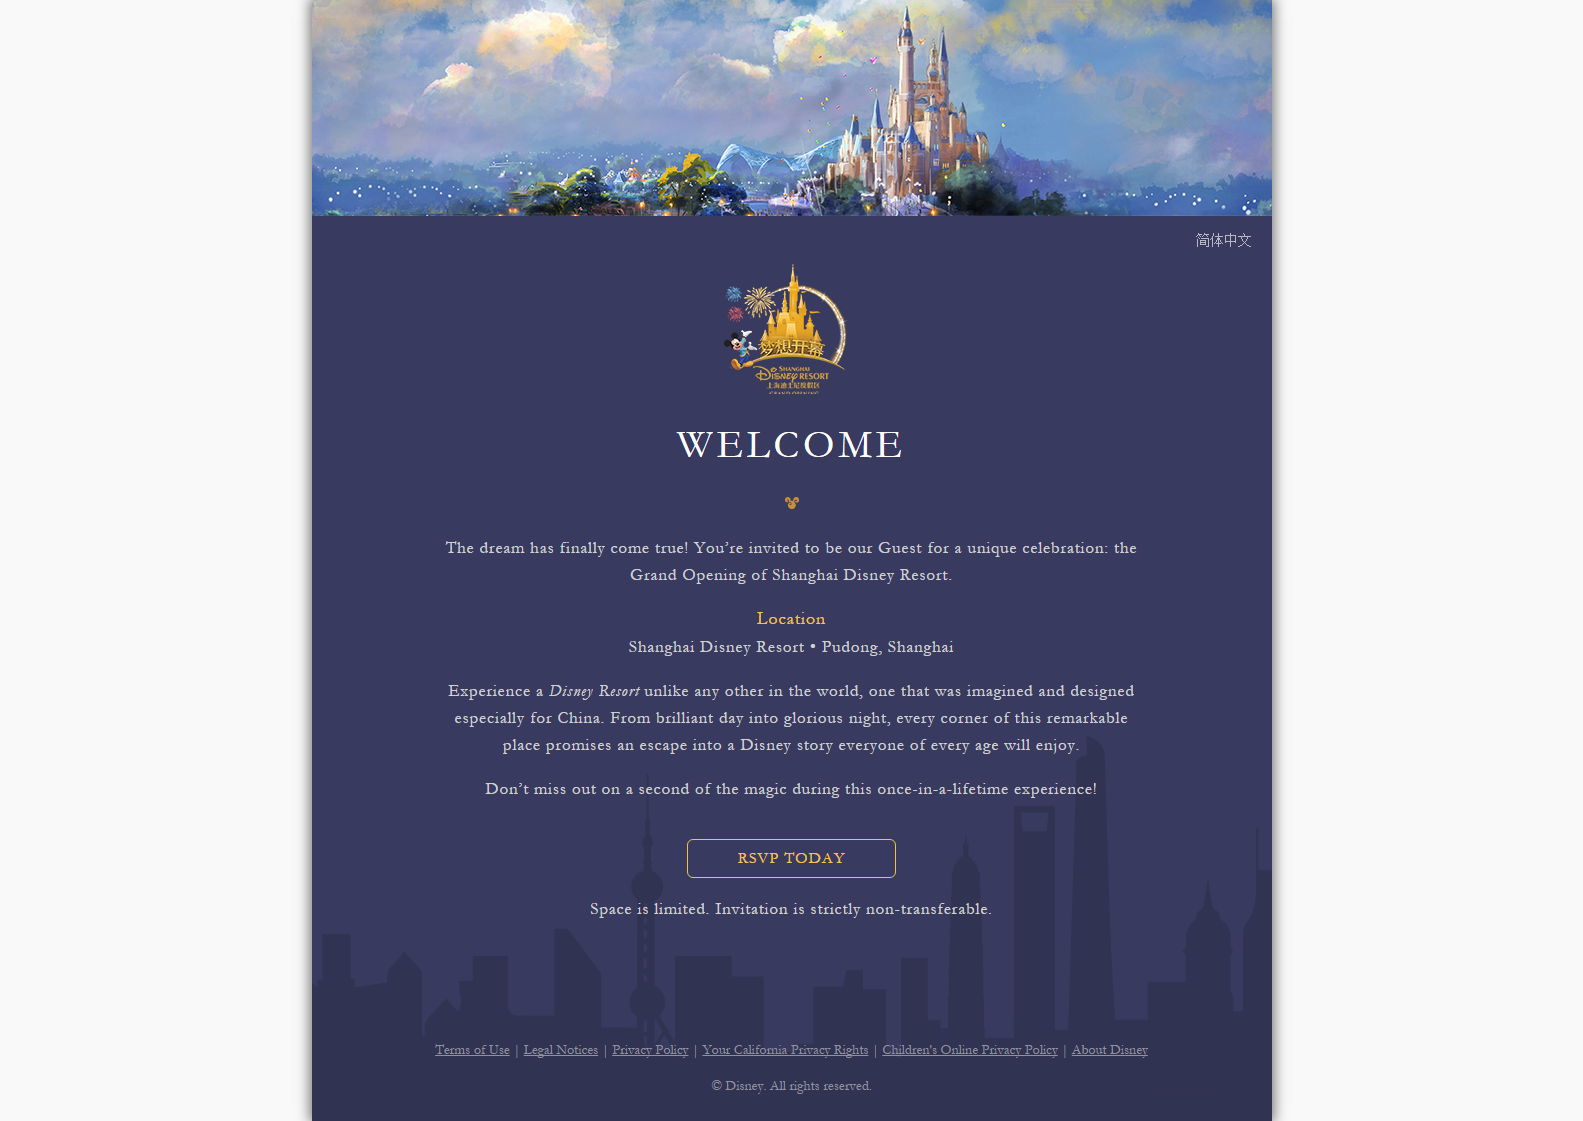 简体中文
梦想开幕
SHANGHAI
DISNEY RESORT
上海迪士尼度假区
GRAND OPENING
WELCOME
The dream has finally come true! You’re invited to be our Guest for a unique celebration: the
Grand Opening of Shanghai Disney Resort.
Location
Shanghai Disney Resort • Pudong, Shanghai
Experience a Disney Resort unlike any other in the world, one that was imagined and designed
especially for China. From brilliant day into glorious night, every corner of this remarkable
place promises an escape into a Disney story everyone of every age will enjoy.
Don’t miss out on a second of the magic during this once-in-a-lifetime experience!
RSVP TODAY
Space is limited. Invitation is strictly non-transferable.
Terms of Use | Legal Notices | Privacy Policy | Your California Privacy Rights | Children's Online Privacy Policy | About Disney
© Disney. All rights reserved.